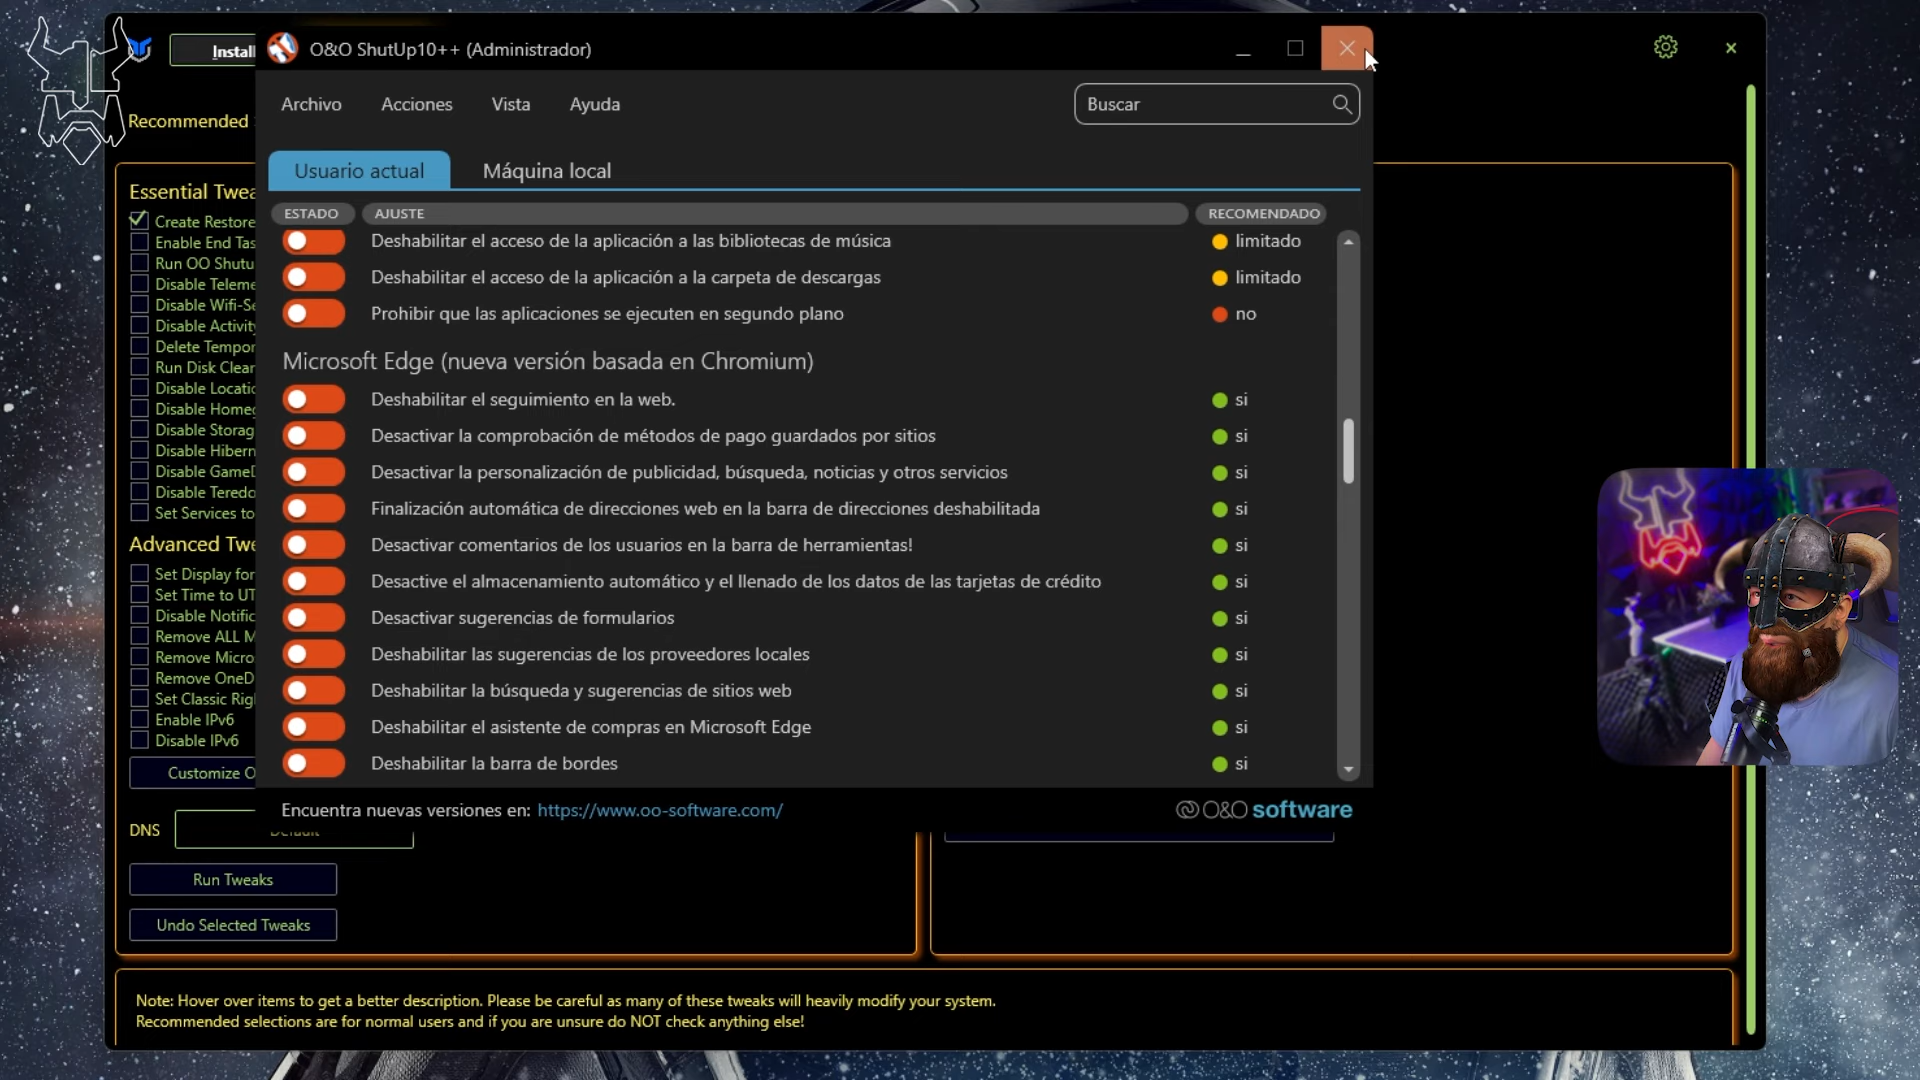 Install
O&O ShutUp10++ (Administrador)
Archivo Acciones Vista Ayuda
Buscar
Recommended
Usuario actual Máquina local
ESTADO AJUSTE RECOMENDADO
Deshabilitar el acceso de la aplicación a las bibliotecas de música limitado
Deshabilitar el acceso de la aplicación a la carpeta de descargas limitado
Prohibir que las aplicaciones se ejecuten en segundo plano no
Microsoft Edge (nueva versión basada en Chromium)
Deshabilitar el seguimiento en la web. si
Desactivar la comprobación de métodos de pago guardados por sitios si
Desactivar la personalización de publicidad, búsqueda, noticias y otros servicios si
Finalización automática de direcciones web en la barra de direcciones deshabilitada si
Desactivar comentarios de los usuarios en la barra de herramientas! si
Desactive el almacenamiento automático y el llenado de los datos de las tarjetas de crédito si
Desactivar sugerencias de formularios si
Deshabilitar las sugerencias de los proveedores locales si
Deshabilitar la búsqueda y sugerencias de sitios web si
Deshabilitar el asistente de compras en Microsoft Edge si
Deshabilitar la barra de bordes si
Encuentra nuevas versiones en: https://www.oo-software.com/
O&O software
Essential Twea
Create Restore
Enable End Tas
Run OO Shutu
Disable Teleme
Disable Wifi-Se
Disable Activity
Delete Tempor
Run Disk Clean
Disable Locatio
Disable Homeg
Disable Storag
Disable Hibern
Disable GameD
Disable Teredo
Set Services to
Advanced Twe
Set Display for
Set Time to UT
Disable Notific
Remove ALL M
Remove Micro
Remove OneD
Set Classic Rig
Enable IPv6
Disable IPv6
Customize O
DNS Default
Run Tweaks
Undo Selected Tweaks
Note: Hover over items to get a better description. Please be careful as many of these tweaks will heavily modify your system.
Recommended selections are for normal users and if you are unsure do NOT check anything else!